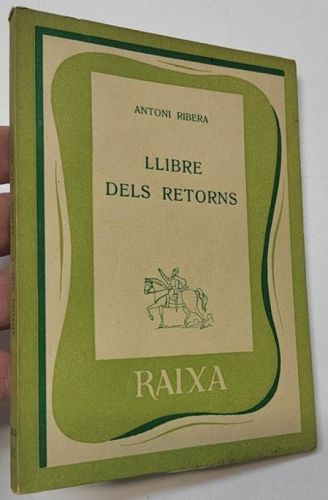 ANTONI RIBERA
LLIBRE
DELS RETORNS
RAIXA